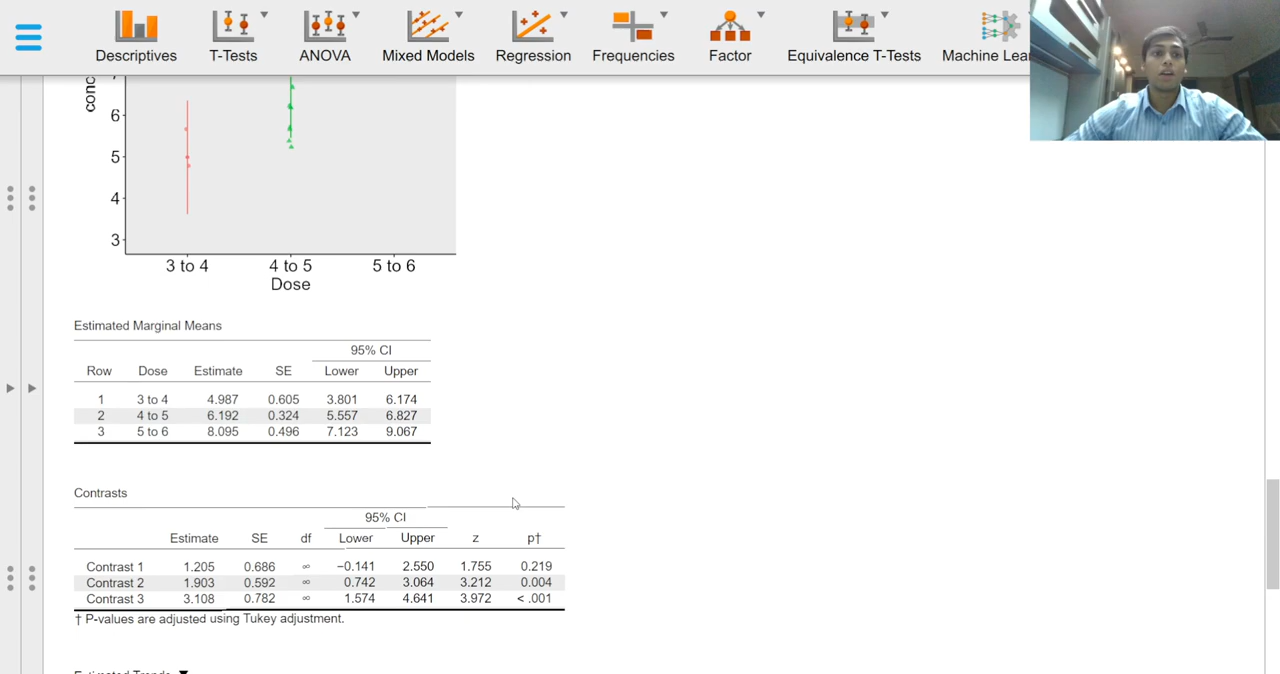 Descriptives T-Tests ANOVA Mixed Models Regression Frequencies Factor Equivalence T-Tests Machine
conc
6
5
4
3
3 to 4 4 to 5 5 to 6
Dose
Estimated Marginal Means
95% CI
Row Dose Estimate SE Lower Upper
1 3 to 4 4.987 0.605 3.801 6.174
2 4 to 5 6.192 0.324 5.557 6.827
3 5 to 6 8.095 0.496 7.123 9.067
Contrasts
95% CI
Estimate SE df Lower Upper z p†
Contrast 1 1.205 0.686 ∞ −0.141 2.550 1.755 0.219
Contrast 2 1.903 0.592 ∞ 0.742 3.064 3.212 0.004
Contrast 3 3.108 0.782 ∞ 1.574 4.641 3.972 < .001
† P-values are adjusted using Tukey adjustment.